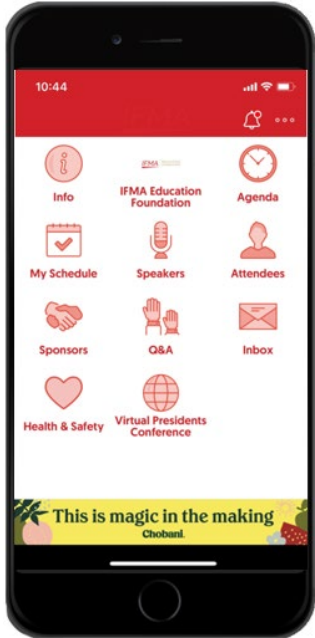 10:44
Info
IFMA
IFMA Education
Foundation
Agenda
My Schedule
Speakers
Attendees
Sponsors
Q&A
Inbox
Health & Safety
Virtual Presidents
Conference
This is magic in the making
Chobani.